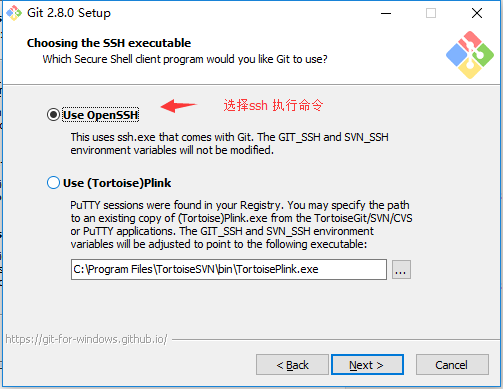 Git 2.8.0 Setup
Choosing the SSH executable
Which Secure Shell client program would you like Git to use?
Use OpenSSH
选择ssh 执行命令
This uses ssh.exe that comes with Git. The GIT_SSH and SVN_SSH
environment variables will not be modified.
Use (Tortoise)Plink
PuTTY sessions were found in your Registry. You may specify the path
to an existing copy of (Tortoise)Plink.exe from the TortoiseGit/SVN/CVS
or PuTTY applications. The GIT_SSH and SVN_SSH environment
variables will be adjusted to point to the following executable:
C:\Program Files\TortoiseSVN\bin\TortoisePlink.exe
...
https://git-for-windows.github.io/
< Back
Next >
Cancel